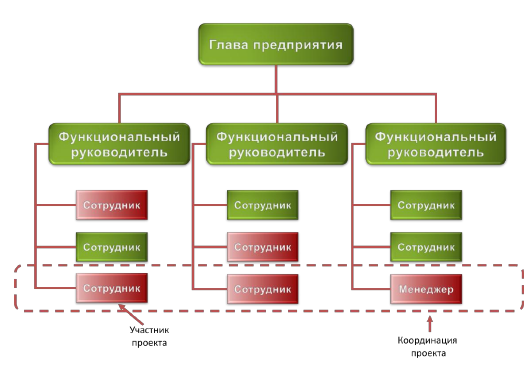 Глава предприятия
Функциональный
руководитель
Функциональный
руководитель
Функциональный
руководитель
Сотрудник
Сотрудник
Сотрудник
Сотрудник
Сотрудник
Сотрудник
Сотрудник
Сотрудник
Менеджер
Участник
проекта
Координация
проекта